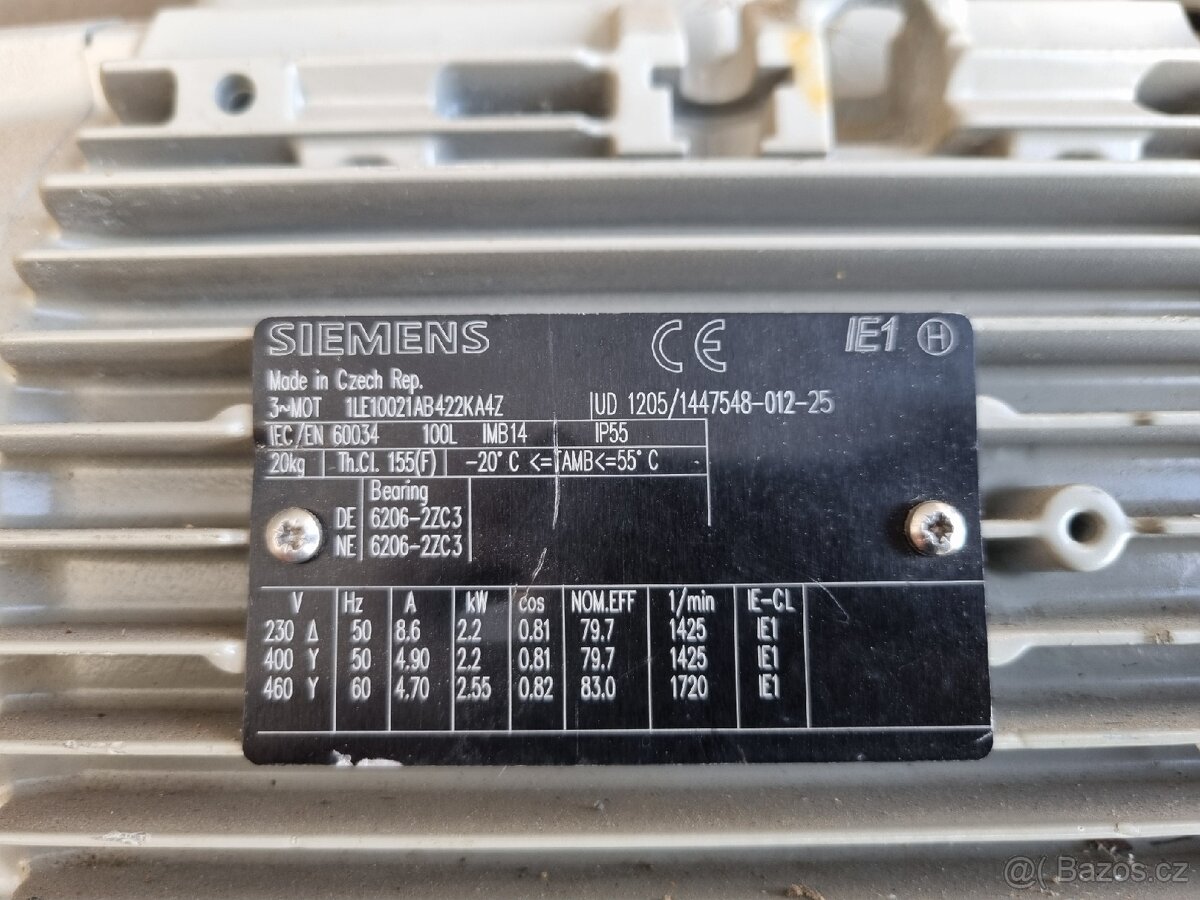 SIEMENS CE IE1 H
Made in Czech Rep.
3~MOT 1LE10021AB422KA4Z UD 1205/1447548-012-25
IEC/EN 60034 100L IMB14 IP55
20kg Th.Cl. 155(F) -20°C <=TAMB<=55°C
Bearing
DE 6206-2ZC3
NE 6206-2ZC3
V Hz A kW cos NOM.EFF 1/min IE-CL
230 Δ 50 8.6 2.2 0.81 79.7 1425 IE1
400 Y 50 4.90 2.2 0.81 79.7 1425 IE1
460 Y 60 4.70 2.55 0.82 83.0 1720 IE1
@( Bazos.cz